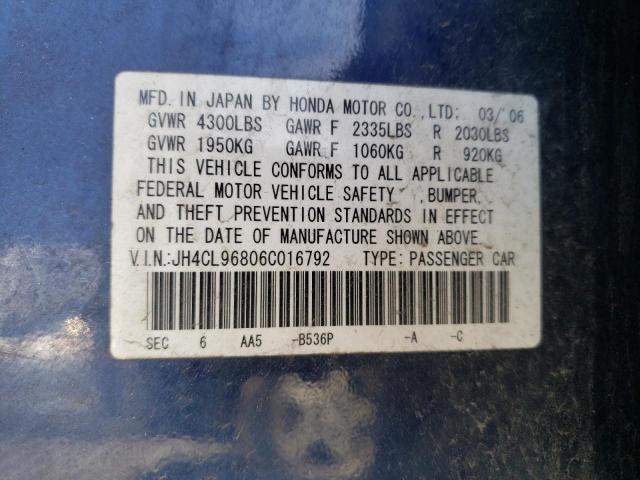 MFD. IN JAPAN BY HONDA MOTOR CO.,LTD: 03/'06
GVWR 4300LBS GAWR F 2335LBS R 2030LBS
GVWR 1950KG GAWR F 1060KG R 920KG
THIS VEHICLE CONFORMS TO ALL APPLICABLE
FEDERAL MOTOR VEHICLE SAFETY ,BUMPER,
AND THEFT PREVENTION STANDARDS IN EFFECT
ON THE DATE OF MANUFACTURE SHOWN ABOVE.
V.I.N.:JH4CL96806C016792 TYPE: PASSENGER CAR
SEC 6 AA5 -B536P -A -C